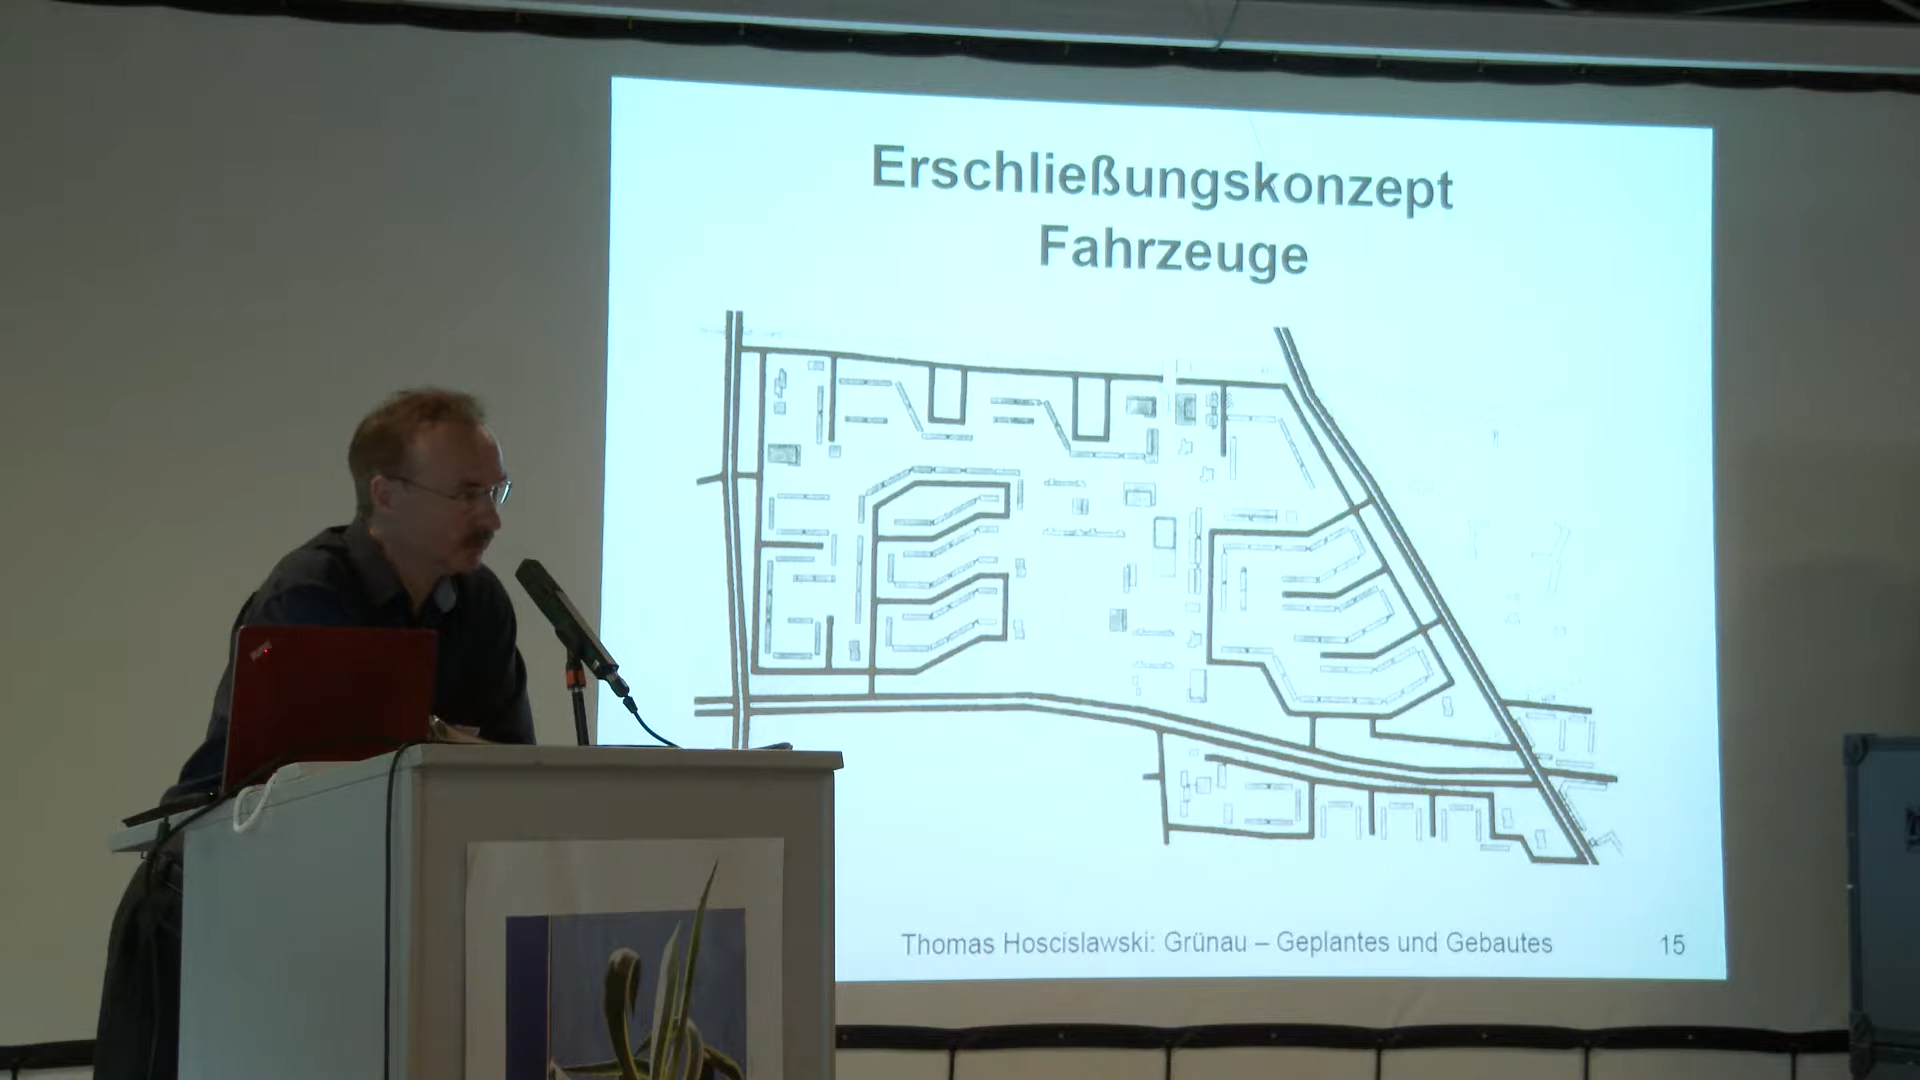 Erschließungskonzept
Fahrzeuge
Thomas Hoscislawski: Grünau – Geplantes und Gebautes 15